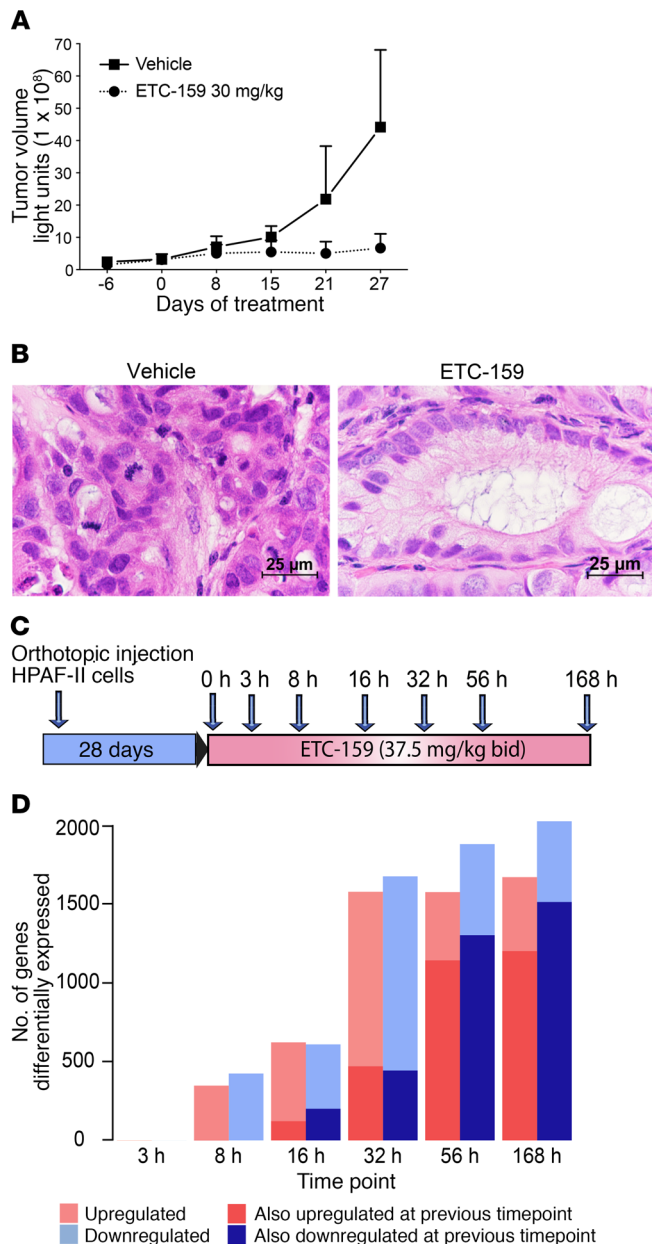 A
70
60
50
40
30
20
10
0
Tumor volume
light units (1 x 10⁸)
Vehicle
ETC-159 30 mg/kg
-6 0 8 15 21 27
Days of treatment
B
Vehicle ETC-159
25 µm 25 µm
C
Orthotopic injection
HPAF-II cells
0 h 3 h 8 h 16 h 32 h 56 h 168 h
28 days ETC-159 (37.5 mg/kg bid)
D
2000
1500
1000
500
0
No. of genes
differentially expressed
3 h 8 h 16 h 32 h 56 h 168 h
Time point
Upregulated Also upregulated at previous timepoint
Downregulated Also downregulated at previous timepoint